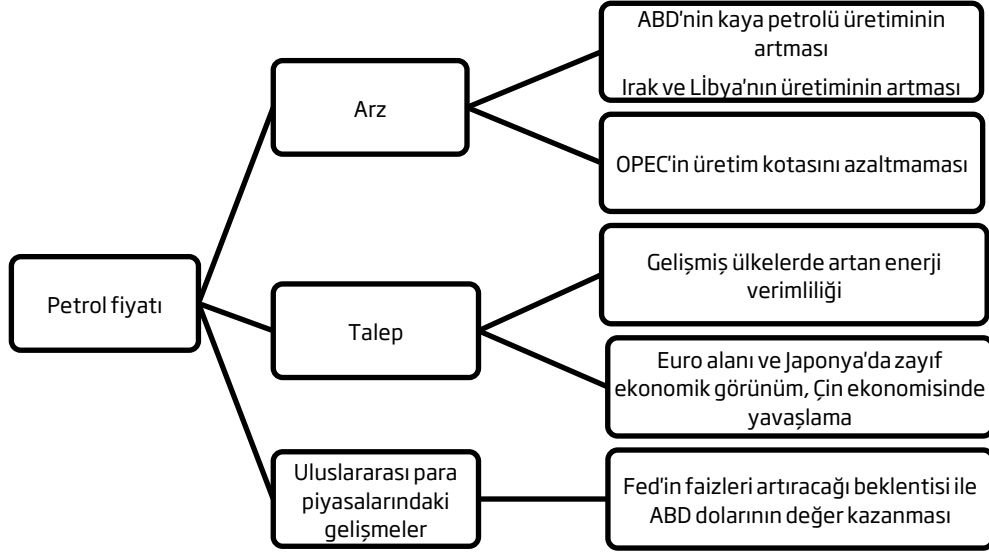 Petrol fiyatı
Arz
ABD'nin kaya petrolü üretiminin
artması
Irak ve Lİbya'nın üretiminin artması
OPEC'in üretim kotasını azaltmaması
Talep
Gelişmiş ülkelerde artan enerji
verimliliği
Euro alanı ve Japonya'da zayıf
ekonomik görünüm, Çin ekonomisinde
yavaşlama
Uluslararası para
piyasalarındaki
gelişmeler
Fed'in faizleri artıracağı beklentisi ile
ABD dolarının değer kazanması